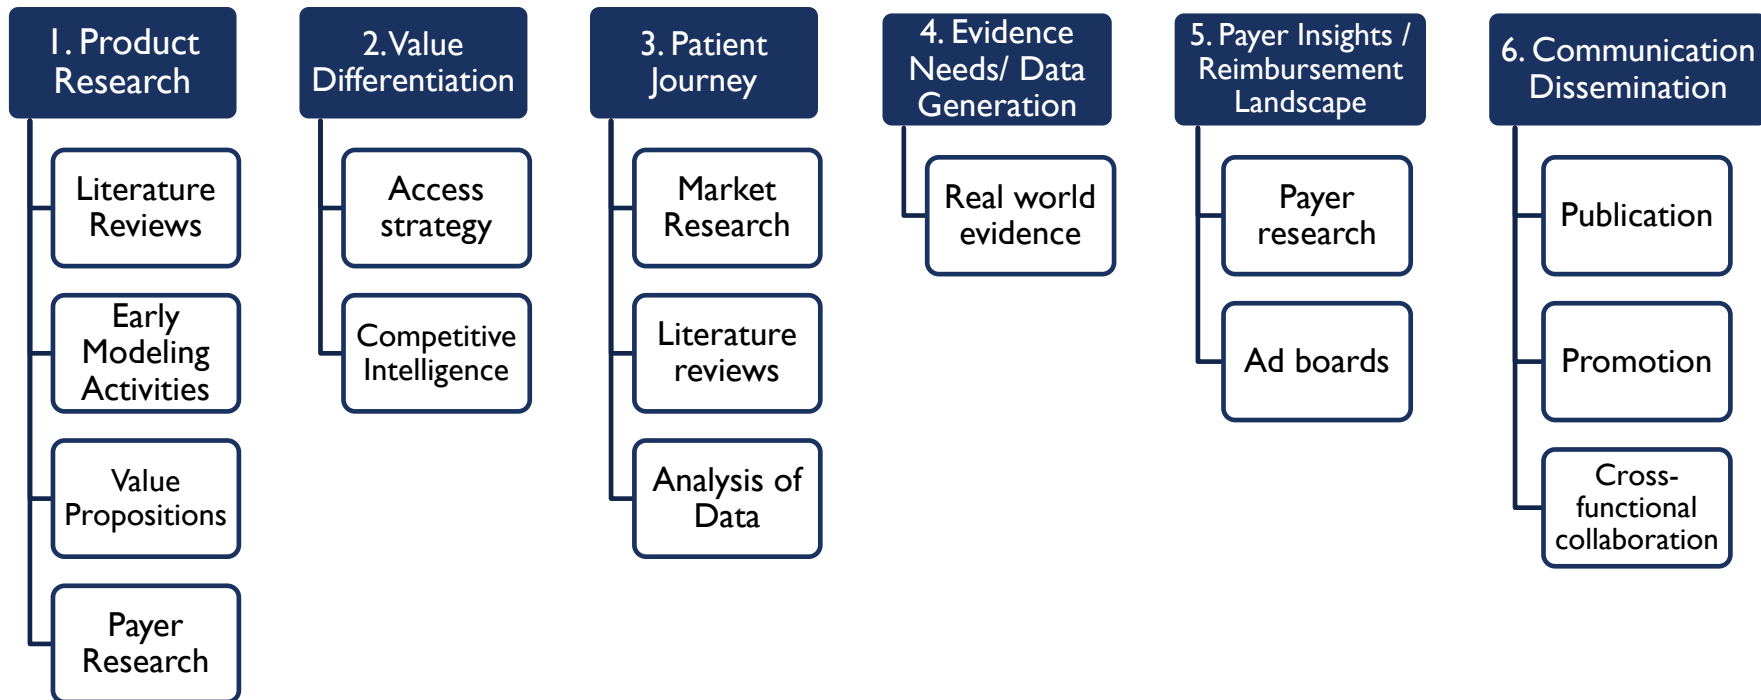 1. Product
Research
Literature
Reviews
Early
Modeling
Activities
Value
Propositions
Payer
Research
2. Value
Differentiation
Access
strategy
Competitive
Intelligence
3. Patient
Journey
Market
Research
Literature
reviews
Analysis of
Data
4. Evidence
Needs/ Data
Generation
Real world
evidence
5. Payer Insights /
Reimbursement
Landscape
Payer
research
Ad boards
6. Communication
Dissemination
Publication
Promotion
Cross-
functional
collaboration